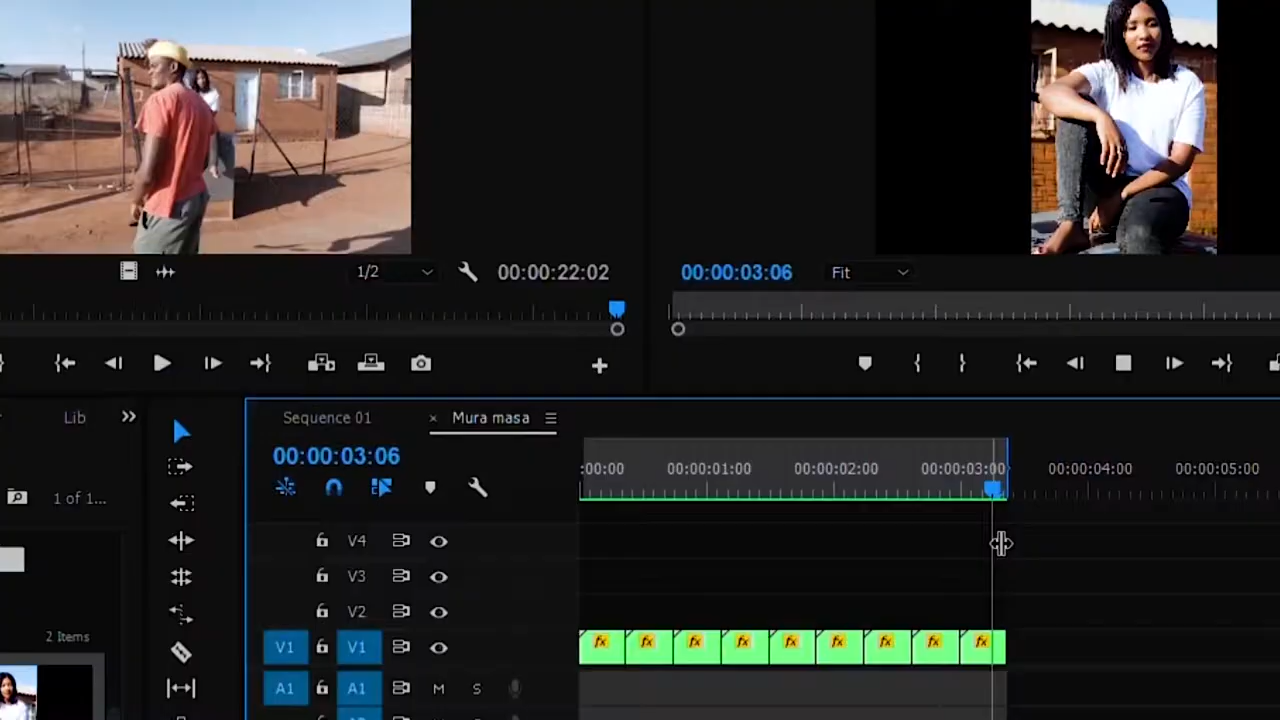 1/2
00:00:22:02
00:00:03:06
Fit
Lib
Sequence 01
× Mura masa
00:00:03:06
:00:00
00:00:01:00
00:00:02:00
00:00:03:00
00:00:04:00
00:00:05:00
1 of 1...
V4
V3
V2
2 Items
V1 V1
fx fx fx fx fx fx fx fx fx
A1 A1 M S